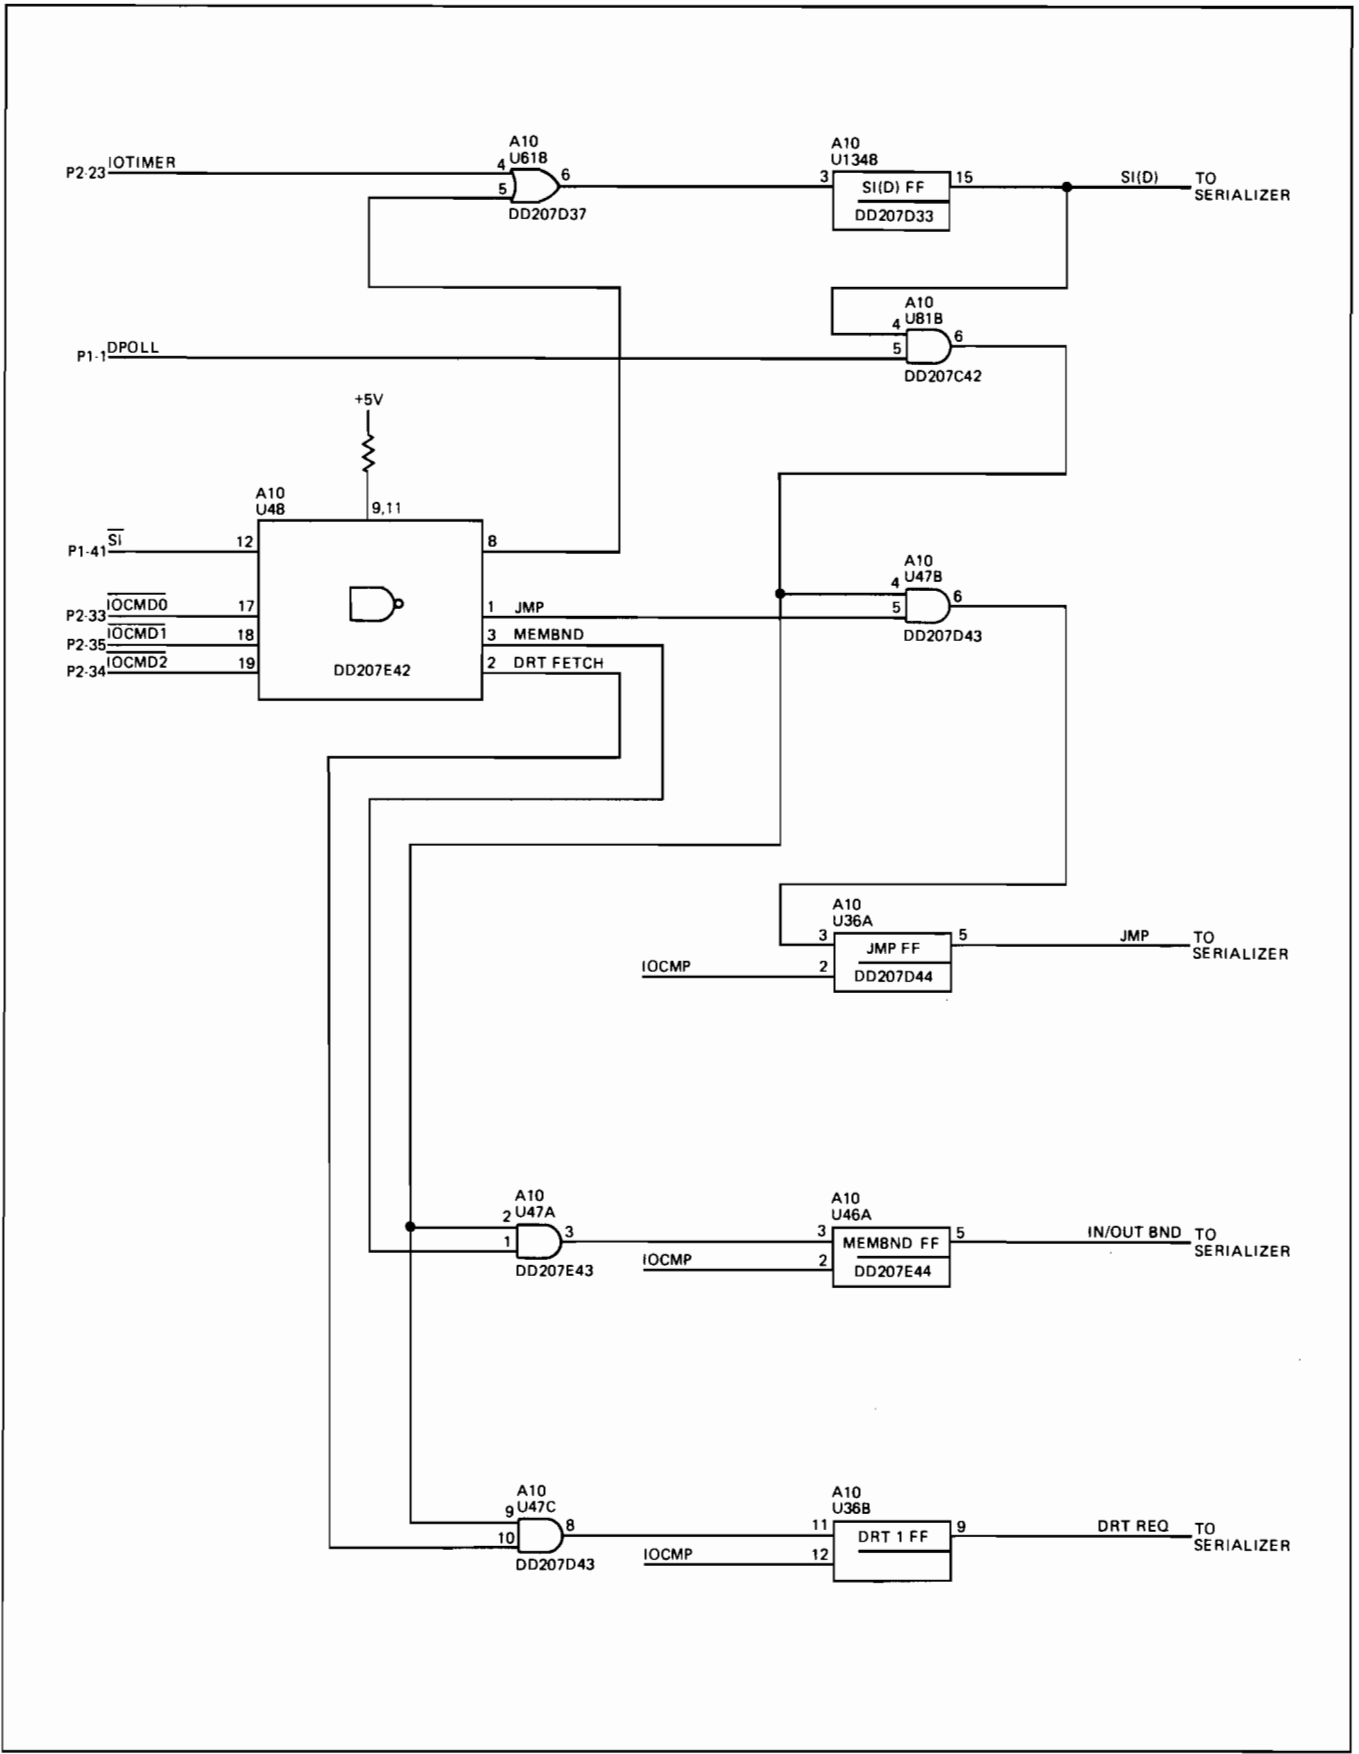 A10
U61B
P2-23 IOTIMER 4 6
5
DD207D37
A10
U134B
3 SI(D) FF 15
DD207D33
SI(D) TO
SERIALIZER
A10
U81B
4 6
P1-1 DPOLL 5
DD207C42
+5V
9,11
A10
U48
P1-41 SI 12 8
P2-33 IOCMD0 17 1 JMP
P2-35 IOCMD1 18 3 MEMBND
P2-34 IOCMD2 19 2 DRT FETCH
DD207E42
A10
U47B
4 6
5
DD207D43
A10
U36A
3 JMP FF 5
IOCMP 2 DD207D44
JMP TO
SERIALIZER
A10
U47A
2 3
1
DD207E43
A10
U46A
3 MEMBND FF 5
IOCMP 2 DD207E44
IN/OUT BND TO
SERIALIZER
A10
U47C
9 8
10
DD207D43
A10
U36B
11 DRT 1 FF 9
IOCMP 12
DRT REQ TO
SERIALIZER